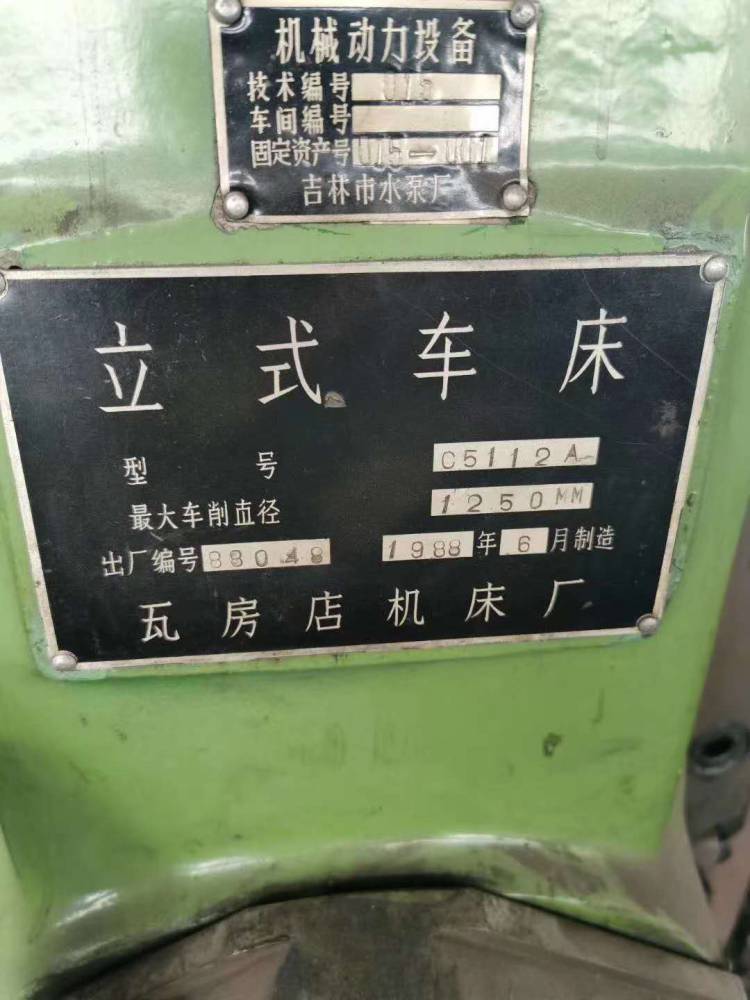 机械动力设备
技术编号 J15
车间编号
固定资产号
吉林市水泵厂
立式车床
型号 C5112A
最大车削直径 1250MM
出厂编号 88048 1988年6月制造
瓦房店机床厂